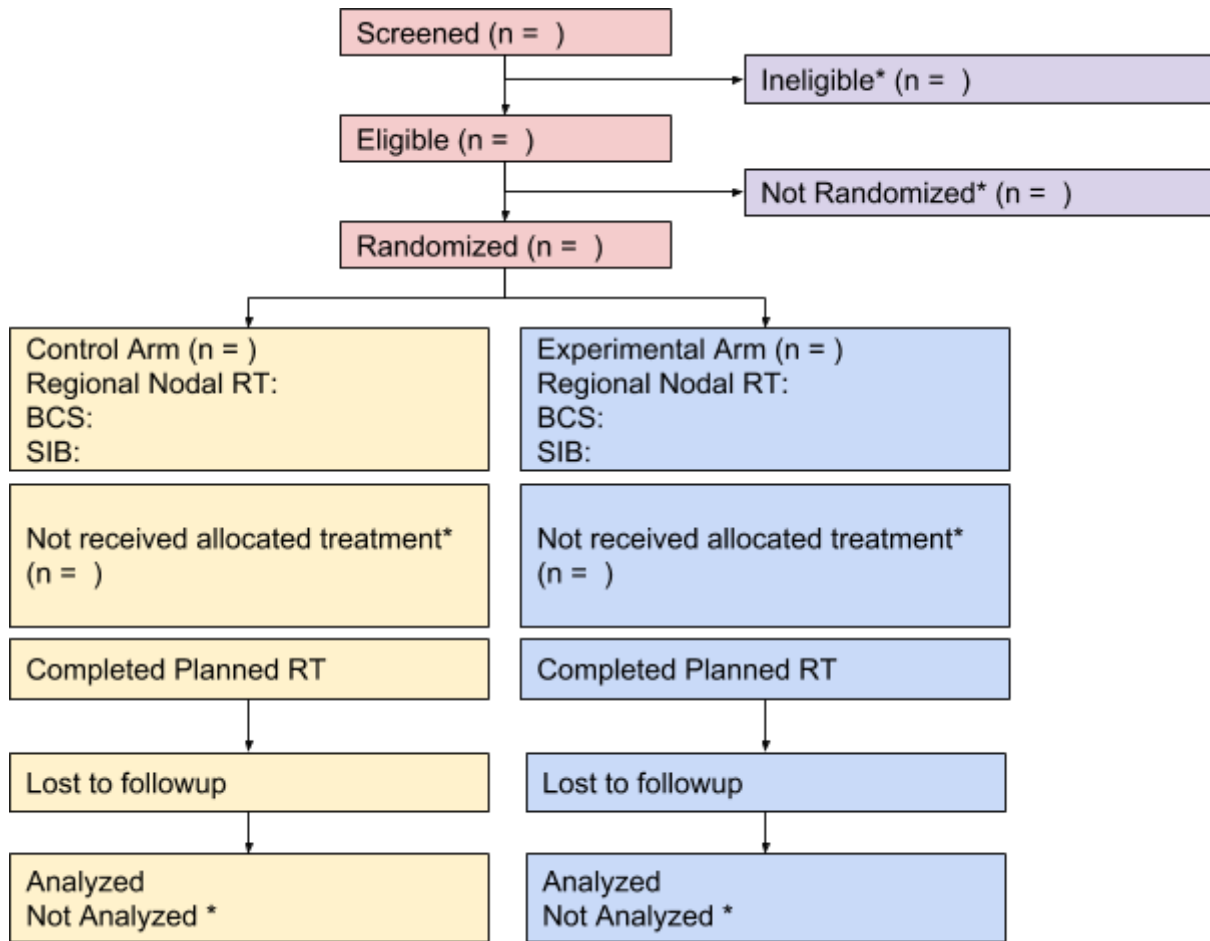 Screened (n =  )
Ineligible* (n =  )
Eligible (n =  )
Not Randomized* (n =  )
Randomized (n =  )
Control Arm (n = )
Regional Nodal RT:
BCS:
SIB:
Experimental Arm (n = )
Regional Nodal RT:
BCS:
SIB:
Not received allocated treatment*
(n =  )
Not received allocated treatment*
(n =  )
Completed Planned RT
Completed Planned RT
Lost to followup
Lost to followup
Analyzed
Not Analyzed *
Analyzed
Not Analyzed *